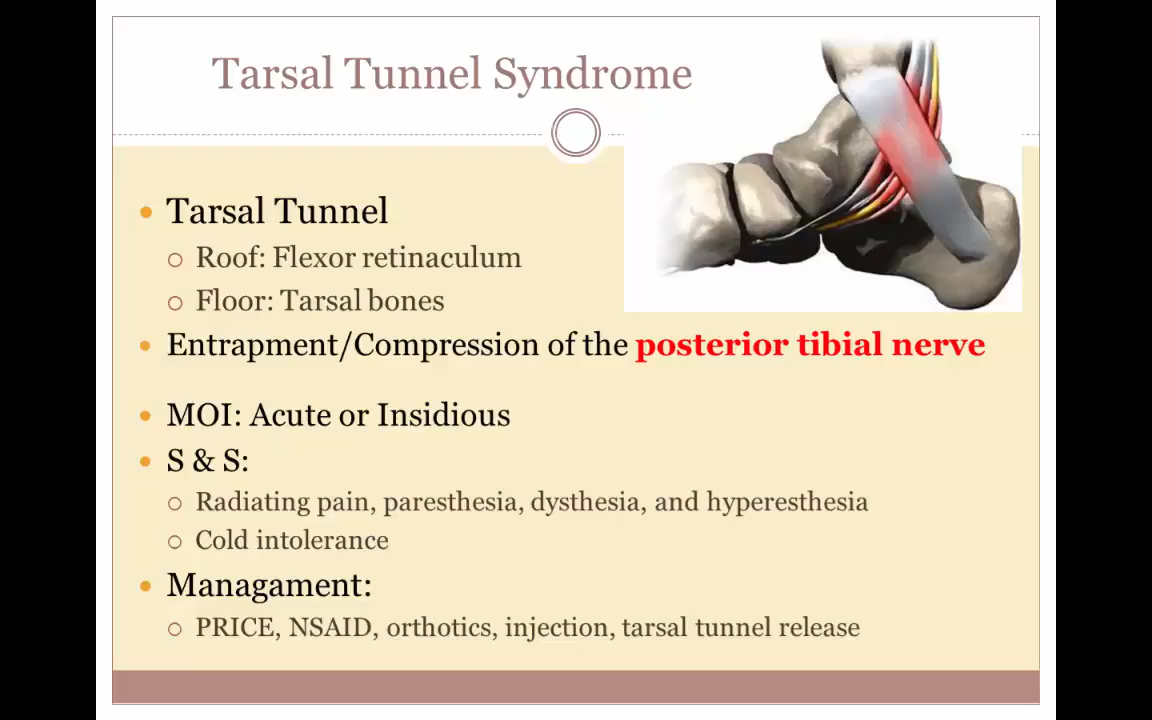 Tarsal Tunnel Syndrome
Tarsal Tunnel
Roof: Flexor retinaculum
Floor: Tarsal bones
Entrapment/Compression of the posterior tibial nerve
MOI: Acute or Insidious
S & S:
Radiating pain, paresthesia, dysthesia, and hyperesthesia
Cold intolerance
Managament:
PRICE, NSAID, orthotics, injection, tarsal tunnel release